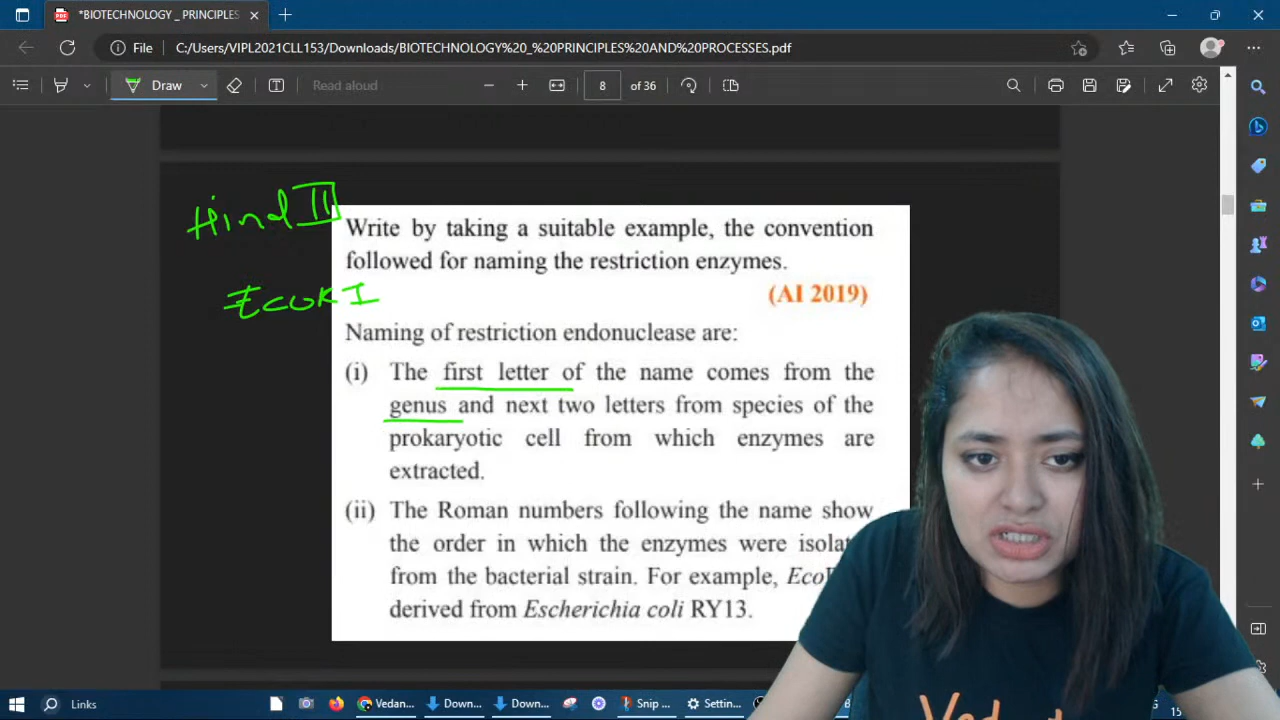 *BIOTECHNOLOGY _ PRINCIPLES
File C:/Users/VIPL2021CLL153/Downloads/BIOTECHNOLOGY%20_%20PRINCIPLES%20AND%20PROCESSES.pdf
Draw Read aloud 8 of 36
Hind II
EcoR I
Write by taking a suitable example, the convention
followed for naming the restriction enzymes.
(AI 2019)
Naming of restriction endonuclease are:
(i) The first letter of the name comes from the
genus and next two letters from species of the
prokaryotic cell from which enzymes are
extracted.
(ii) The Roman numbers following the name show
the order in which the enzymes were
from the bacterial strain. For example,
derived from Escherichia coli RY13.
Links Vedan... Down... Down... Snip ... Settin...